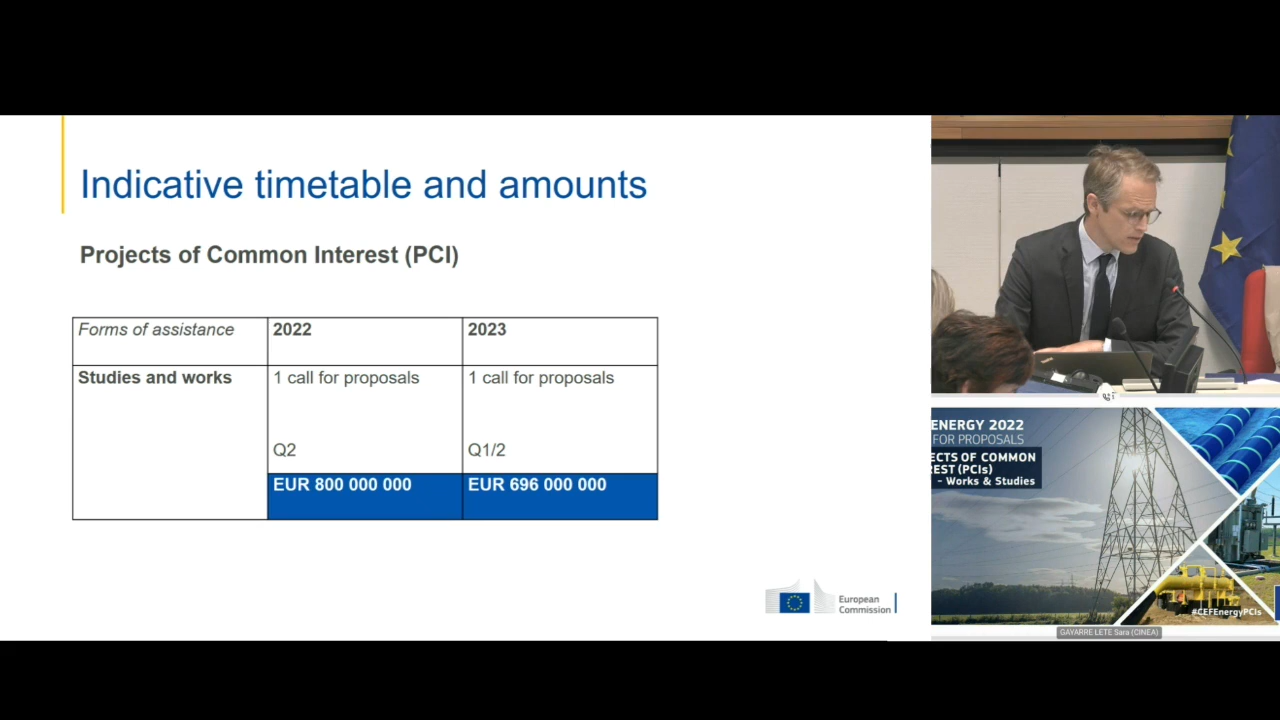 Indicative timetable and amounts
Projects of Common Interest (PCI)
Forms of assistance 2022 2023
Studies and works 1 call for proposals 1 call for proposals
Q2 Q1/2
EUR 800 000 000 EUR 696 000 000
European
Commission
ENERGY 2022
FOR PROPOSALS
ECTS OF COMMON
REST (PCIs)
- Works & Studies
#CEFEnergyPCIs
GAYARRE LETE Sara (CINEA)